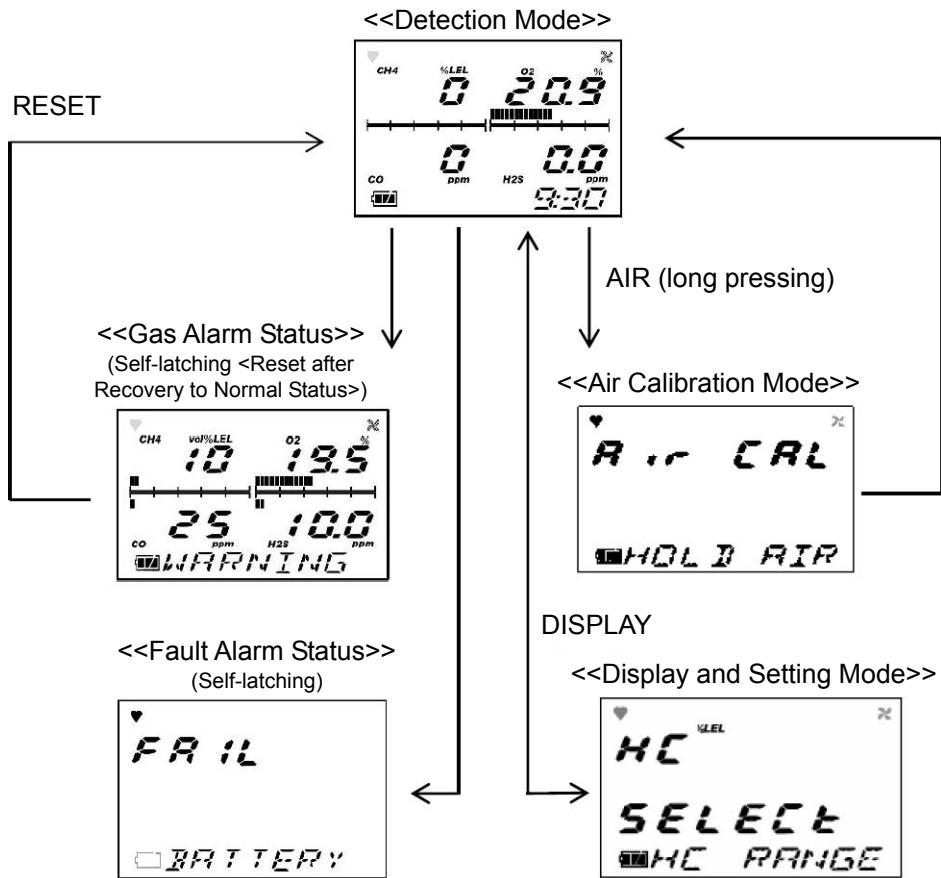 <<Detection Mode>>
CH4 %LEL O2 %
0 20.9
RESET
0 0.0
CO ppm H2S ppm
9:30
AIR (long pressing)
<<Gas Alarm Status>>
(Self-latching <Reset after
Recovery to Normal Status>)
CH4 vol%LEL O2 %
10 19.5
25 10.0
CO ppm H2S ppm
WARNING
<<Air Calibration Mode>>
Air CAL
HOLD AIR
DISPLAY
<<Fault Alarm Status>>
(Self-latching)
FAIL
BATTERY
<<Display and Setting Mode>>
HC %LEL
SELECt
HC RANGE